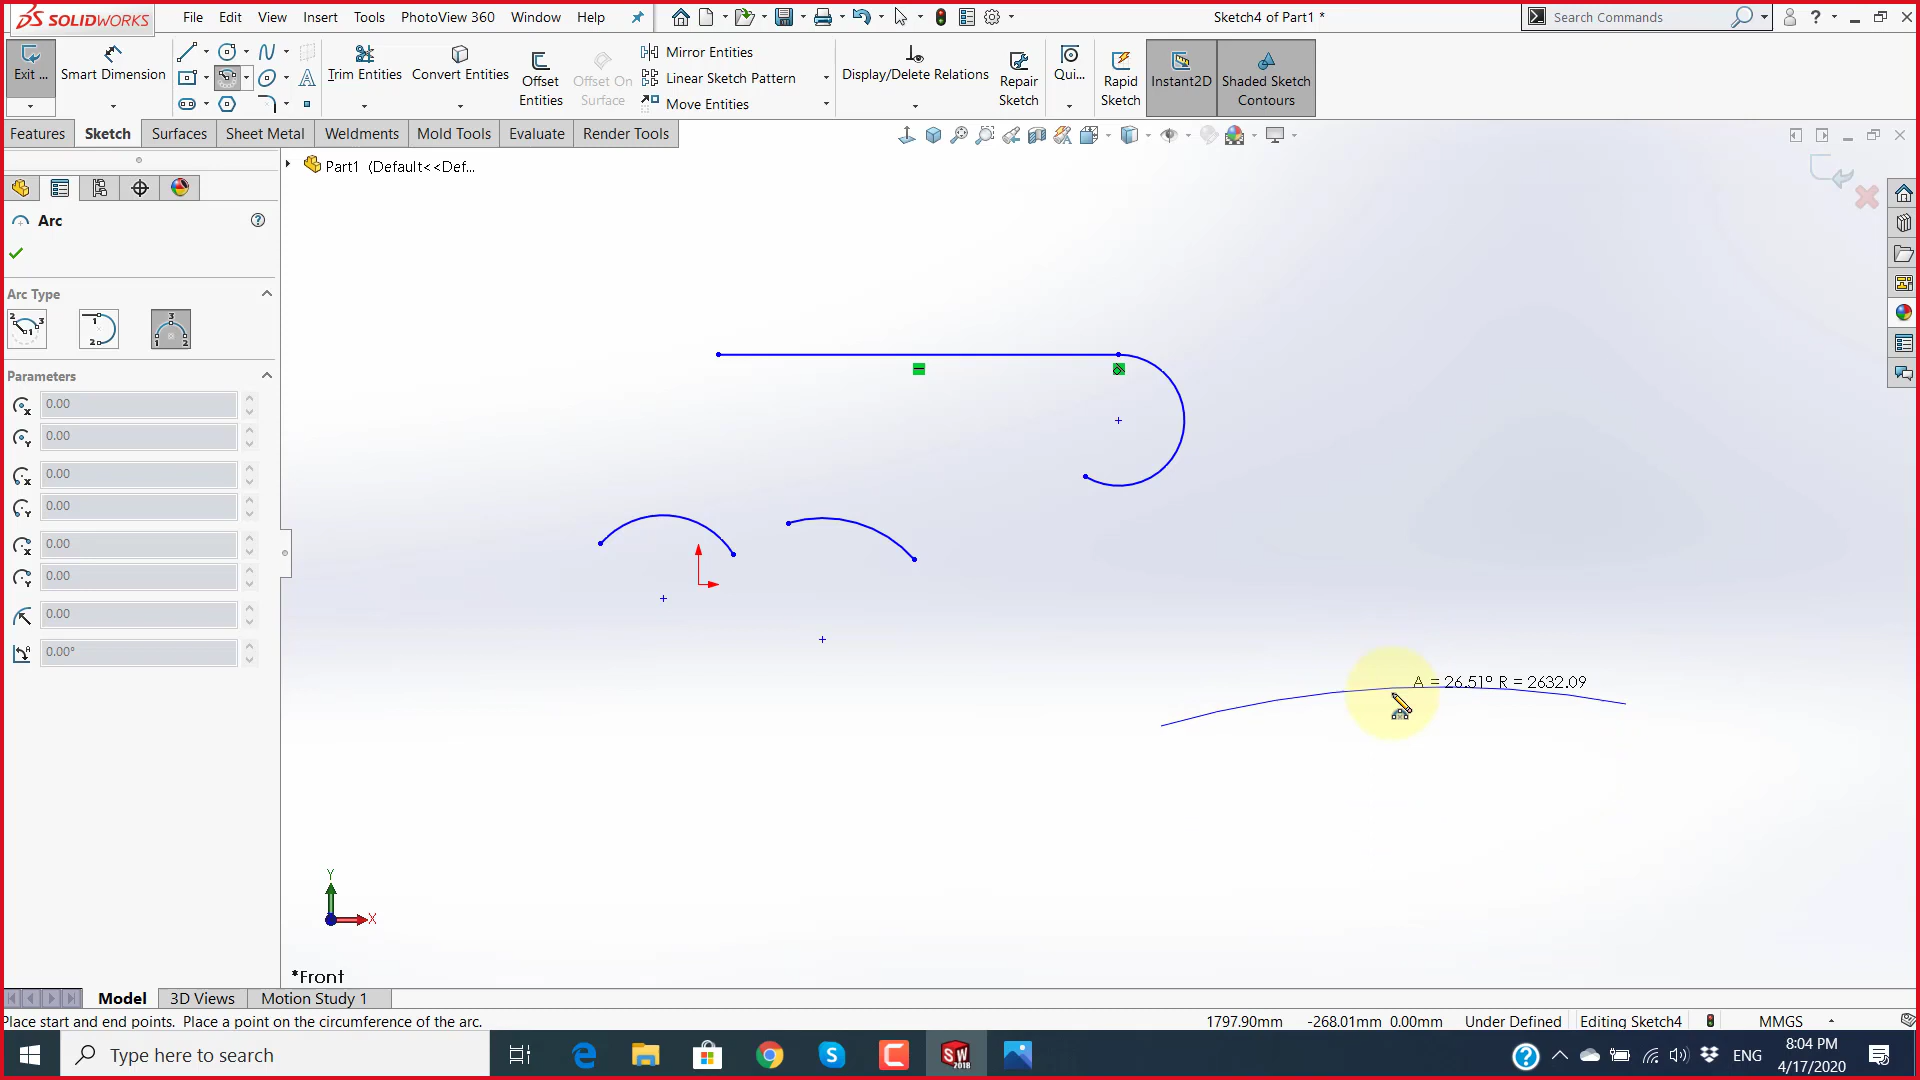 SOLIDWORKS
File Edit View Insert Tools PhotoView 360 Window Help
Sketch4 of Part1 *
Search Commands
Exit ...
Smart Dimension
Trim Entities
Convert Entities
Offset Entities
Offset On Surface
Mirror Entities
Linear Sketch Pattern
Move Entities
Display/Delete Relations
Repair Sketch
Qui...
Rapid Sketch
Instant2D
Shaded Sketch Contours
Features Sketch Surfaces Sheet Metal Weldments Mold Tools Evaluate Render Tools
Part1 (Default<<Def...
Arc
Arc Type
Parameters
0.00
0.00
0.00
0.00
0.00
0.00
0.00
0.00°
A = 26.51° R = 2632.09
Y
X
*Front
Model 3D Views Motion Study 1
Place start and end points. Place a point on the circumference of the arc.
1797.90mm -268.01mm 0.00mm Under Defined Editing Sketch4 MMGS
Type here to search
SW
2018
ENG
8:04 PM
4/17/2020